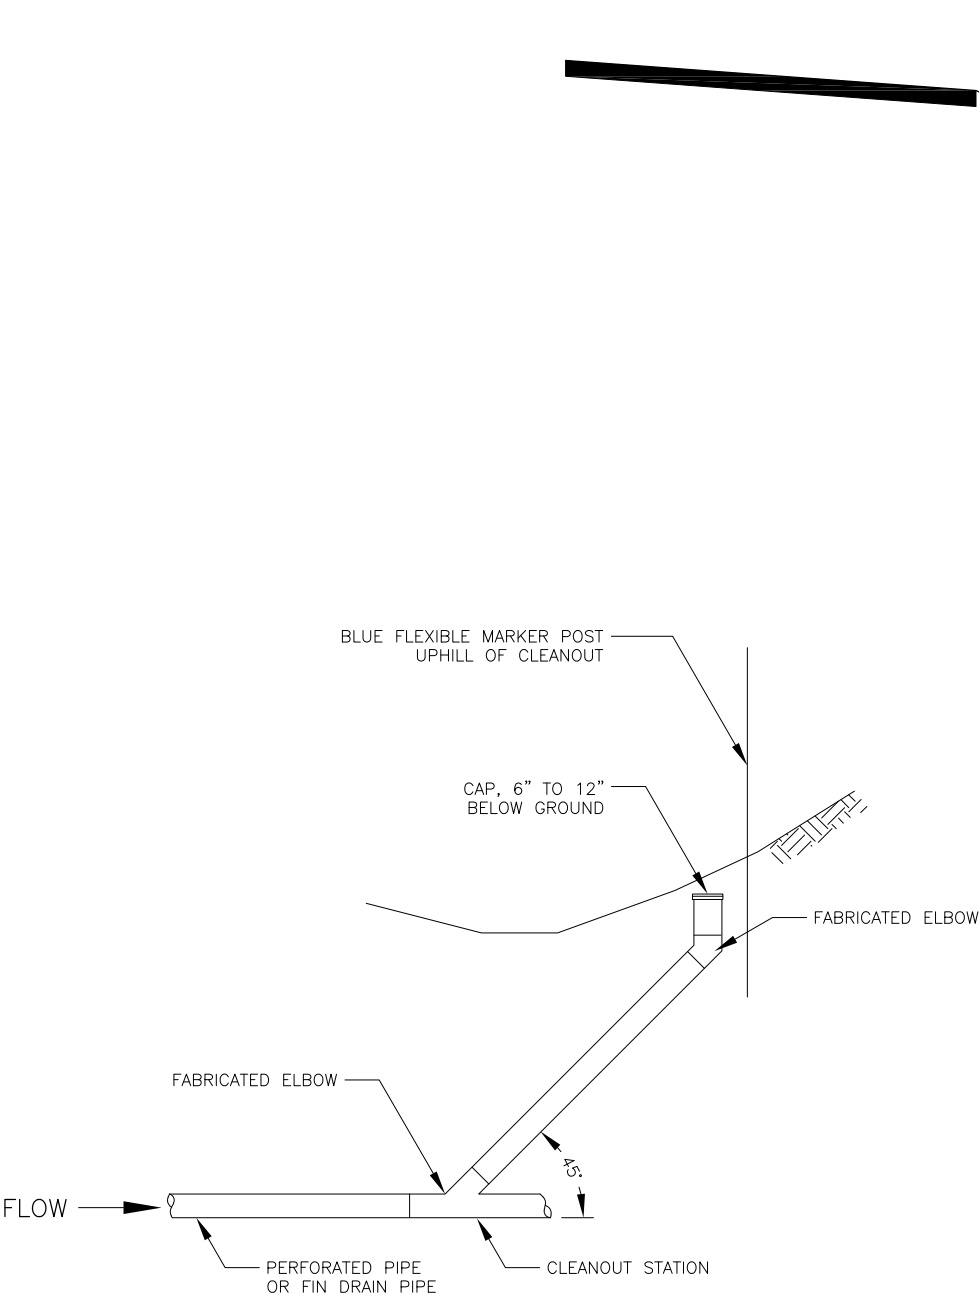 BLUE FLEXIBLE MARKER POST
UPHILL OF CLEANOUT
CAP, 6” TO 12”
BELOW GROUND
FABRICATED ELBOW
FABRICATED ELBOW
45°
FLOW
PERFORATED PIPE
OR FIN DRAIN PIPE
CLEANOUT STATION